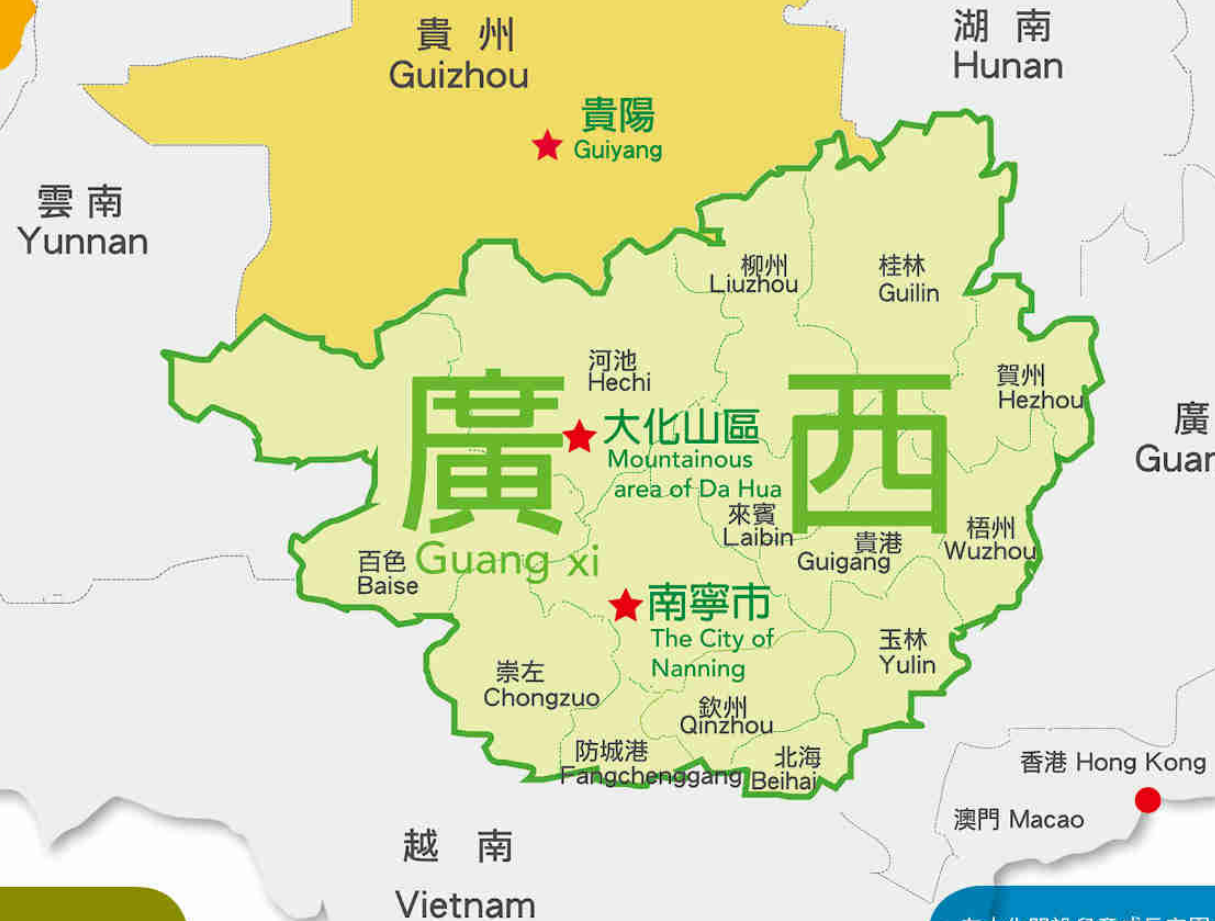 貴 州
Guizhou
湖 南
Hunan
貴陽
Guiyang
雲 南
Yunnan
柳州
Liuzhou
桂林
Guilin
河池
Hechi
賀州
Hezhou
廣
Guar
廣 西
Guang xi
大化山區
Mountainous
area of Da Hua
來賓
Laibin
貴港
Guigang
梧州
Wuzhou
百色
Baise
南寧市
The City of
Nanning
玉林
Yulin
崇左
Chongzuo
欽州
Qinzhou
防城港
Fangchenggang
北海
Beihai
香港 Hong Kong
澳門 Macao
越 南
Vietnam